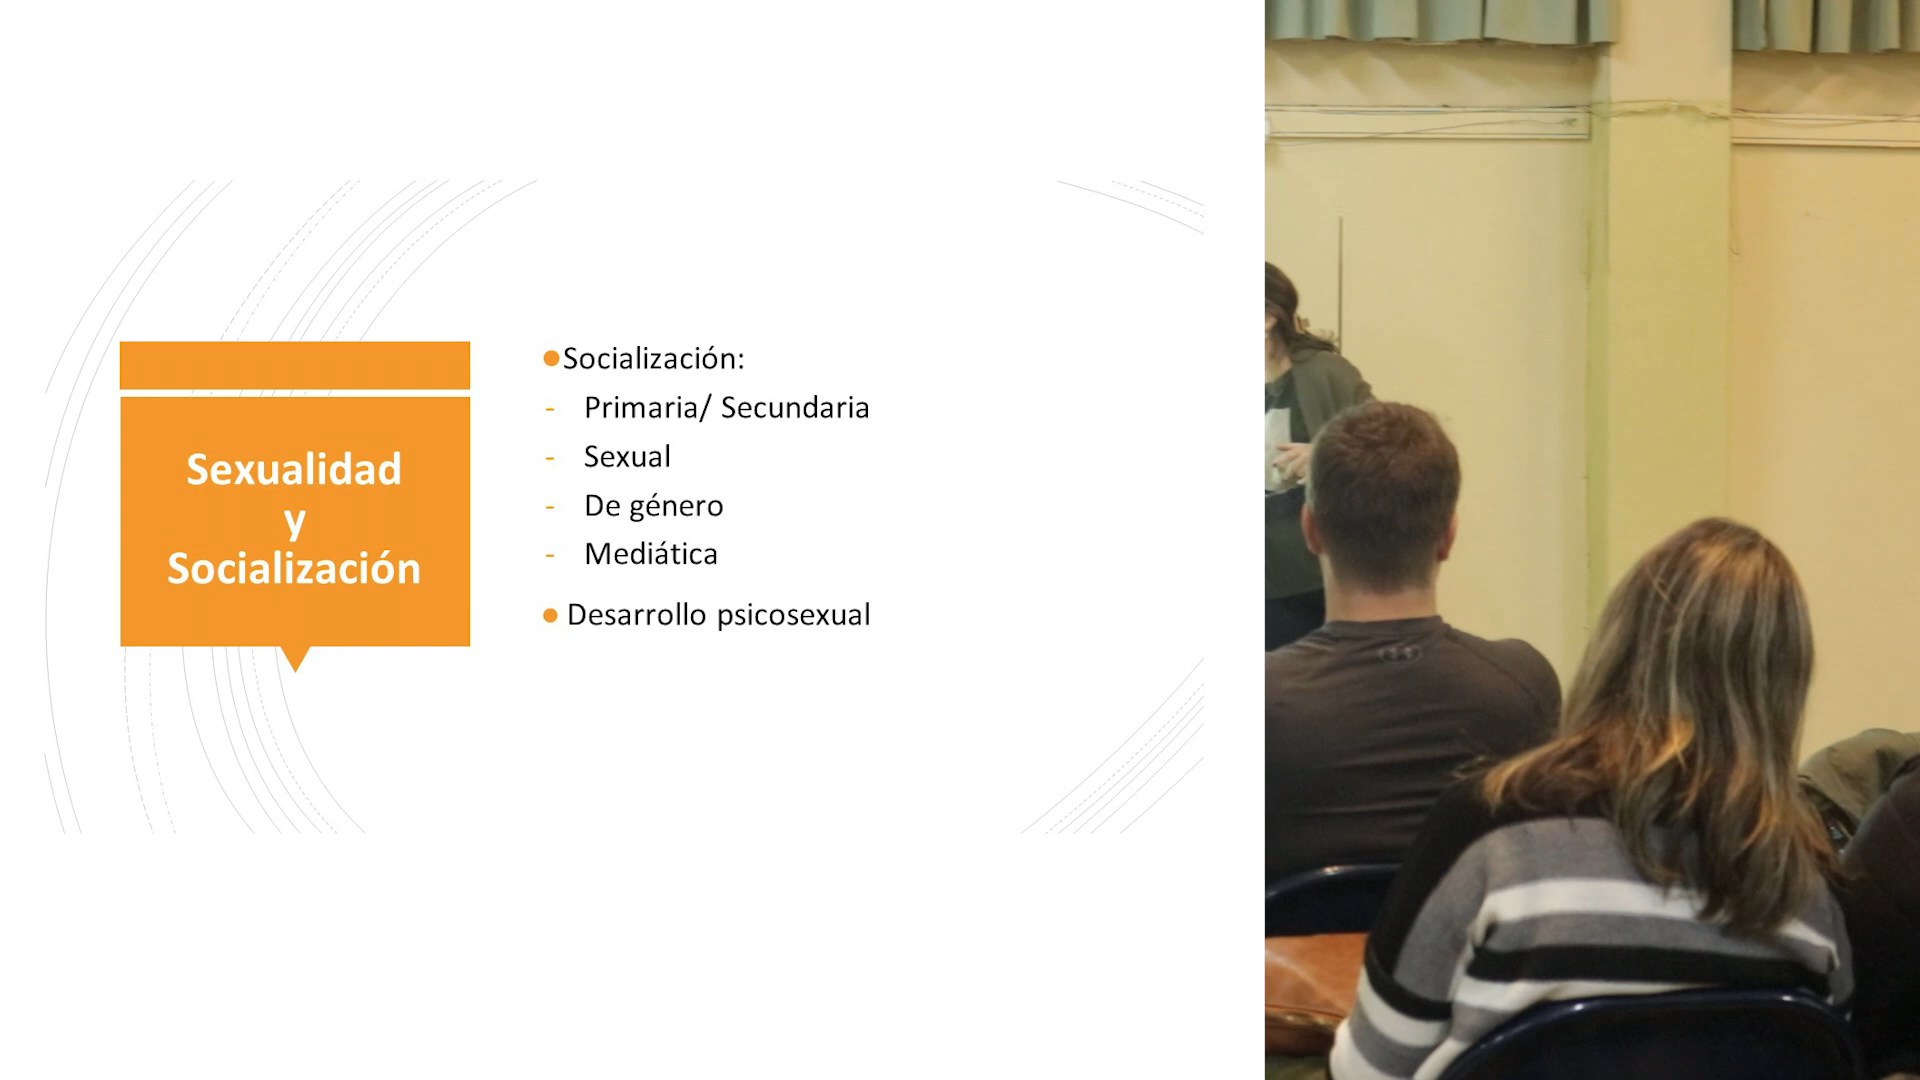 Sexualidad
y
Socialización
●Socialización:
- Primaria/ Secundaria
- Sexual
- De género
- Mediática
● Desarrollo psicosexual